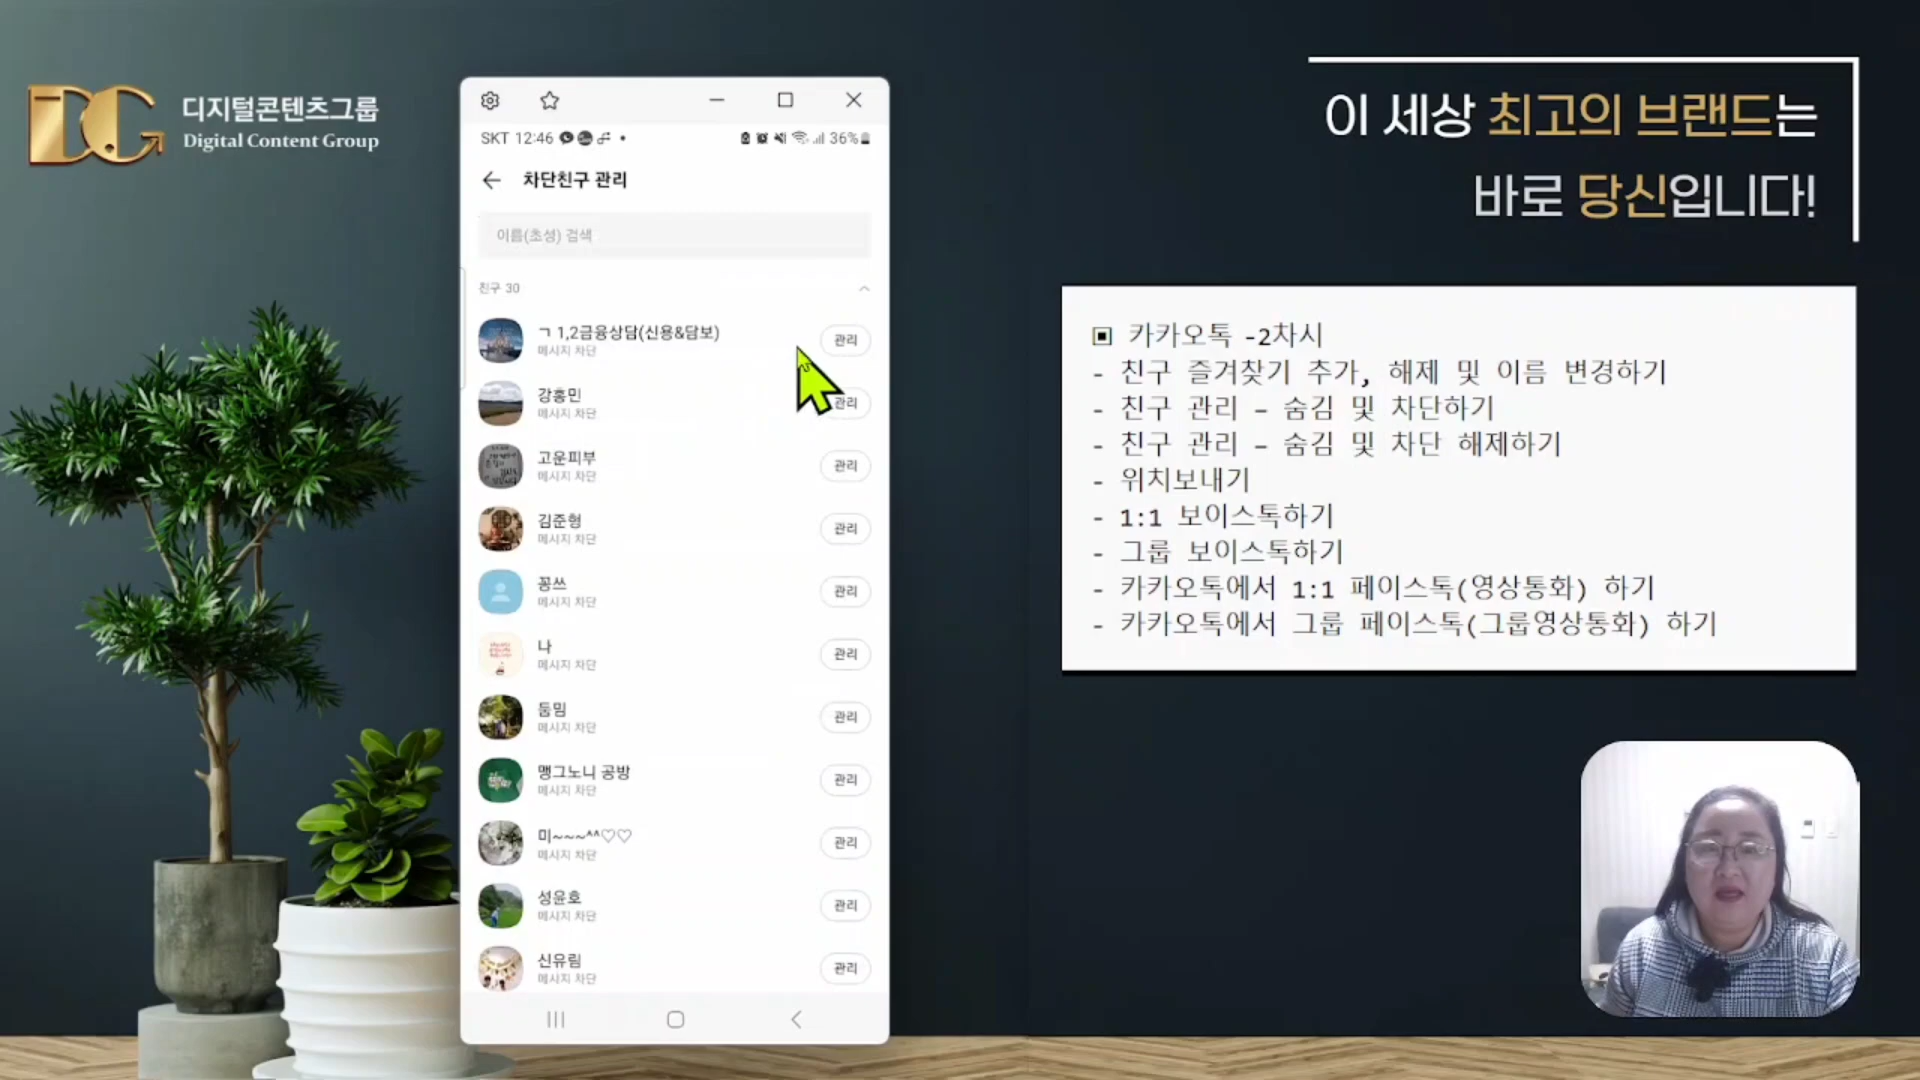 디지털콘텐츠그룹
Digital Content Group
SKT 12:46
36%
차단친구 관리
이름(초성) 검색
친구 30
ㄱ 1,2금융상담(신용&담보)
메시지 차단
관리
강홍민
메시지 차단
관리
고운피부
메시지 차단
관리
김준형
메시지 차단
관리
꽁쓰
메시지 차단
관리
나
메시지 차단
관리
둠밈
메시지 차단
관리
맹그노니 공방
메시지 차단
관리
미~~~^^♡♡
메시지 차단
관리
성윤호
메시지 차단
관리
신유림
메시지 차단
관리
이 세상 최고의 브랜드는
바로 당신입니다!
▣ 카카오톡 -2차시
- 친구 즐겨찾기 추가, 해제 및 이름 변경하기
- 친구 관리 – 숨김 및 차단하기
- 친구 관리 – 숨김 및 차단 해제하기
- 위치보내기
- 1:1 보이스톡하기
- 그룹 보이스톡하기
- 카카오톡에서 1:1 페이스톡(영상통화) 하기
- 카카오톡에서 그룹 페이스톡(그룹영상통화) 하기